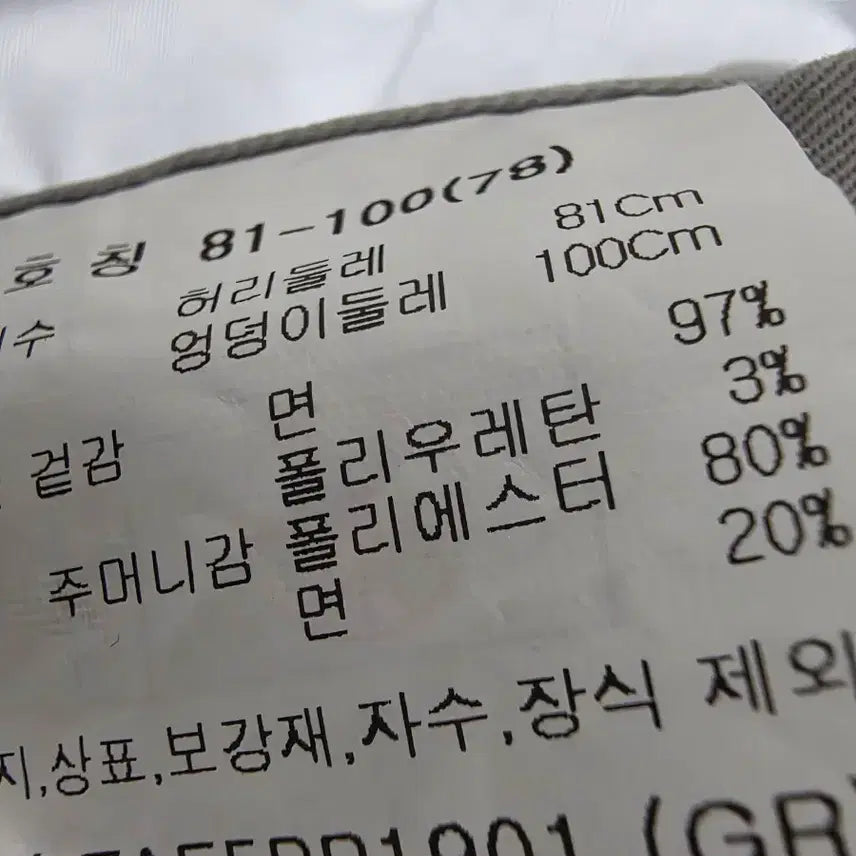 호칭 81-100(78)
허리둘레 81Cm
수 엉덩이둘레 100Cm
면 97%
겉감 폴리우레탄 3%
주머니감 폴리에스터 80%
면 20%
지,상표,보강재,자수,장식 제외
1901 (GR)